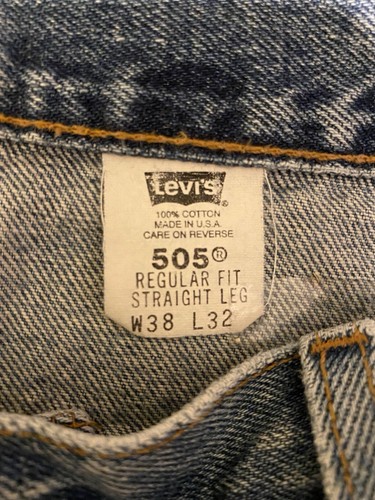 Levi's®
100% COTTON
MADE IN U.S.A.
CARE ON REVERSE
505®
REGULAR FIT
STRAIGHT LEG
W38 L32